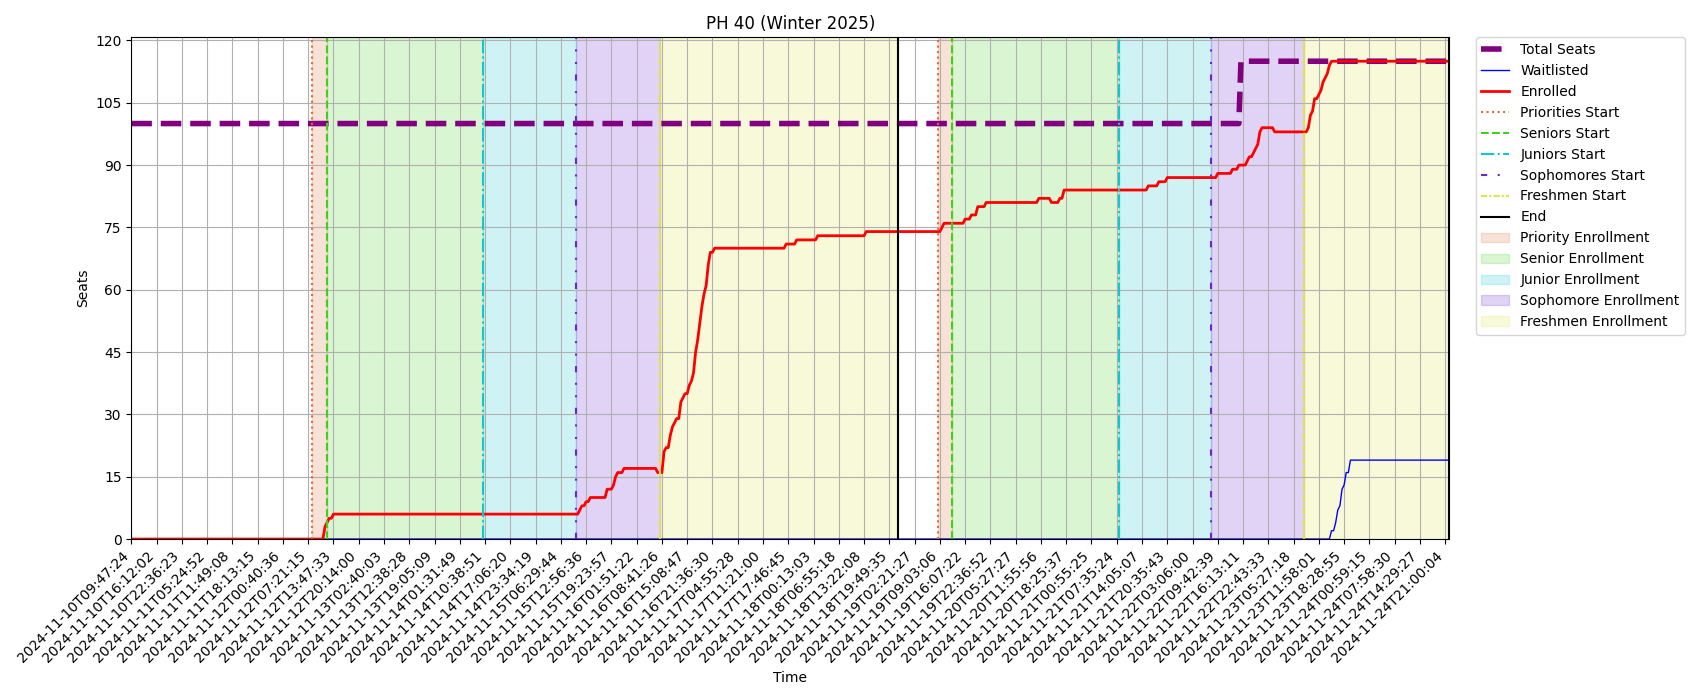 PH 40 (Winter 2025)
120
105
90
75
60
45
30
15
0
Seats
2024-11-10T09:47:24
2024-11-10T16:12:02
2024-11-10T22:36:23
2024-11-11T05:24:52
2024-11-11T11:49:08
2024-11-11T18:13:15
2024-11-12T00:40:36
2024-11-12T07:21:15
2024-11-12T13:47:33
2024-11-12T20:14:00
2024-11-13T02:40:03
2024-11-13T12:38:28
2024-11-13T19:05:09
2024-11-14T01:31:49
2024-11-14T10:38:51
2024-11-14T17:06:20
2024-11-14T23:34:19
2024-11-15T06:29:44
2024-11-15T12:56:36
2024-11-15T19:23:57
2024-11-16T01:51:22
2024-11-16T08:41:26
2024-11-16T15:08:47
2024-11-16T21:36:30
2024-11-17T04:55:28
2024-11-17T11:21:00
2024-11-17T17:46:45
2024-11-18T00:13:03
2024-11-18T06:55:18
2024-11-18T13:22:08
2024-11-18T19:49:35
2024-11-19T02:21:27
2024-11-19T09:03:06
2024-11-19T16:07:22
2024-11-19T22:36:52
2024-11-20T05:27:27
2024-11-20T11:55:56
2024-11-20T18:25:37
2024-11-21T00:55:25
2024-11-21T07:35:24
2024-11-21T14:05:07
2024-11-21T20:35:43
2024-11-22T03:06:00
2024-11-22T09:42:39
2024-11-22T16:13:11
2024-11-22T22:43:33
2024-11-23T05:27:18
2024-11-23T11:58:01
2024-11-23T18:28:55
2024-11-24T00:59:15
2024-11-24T07:58:30
2024-11-24T14:29:27
2024-11-24T21:00:04
Time
Total Seats
Waitlisted
Enrolled
Priorities Start
Seniors Start
Juniors Start
Sophomores Start
Freshmen Start
End
Priority Enrollment
Senior Enrollment
Junior Enrollment
Sophomore Enrollment
Freshmen Enrollment